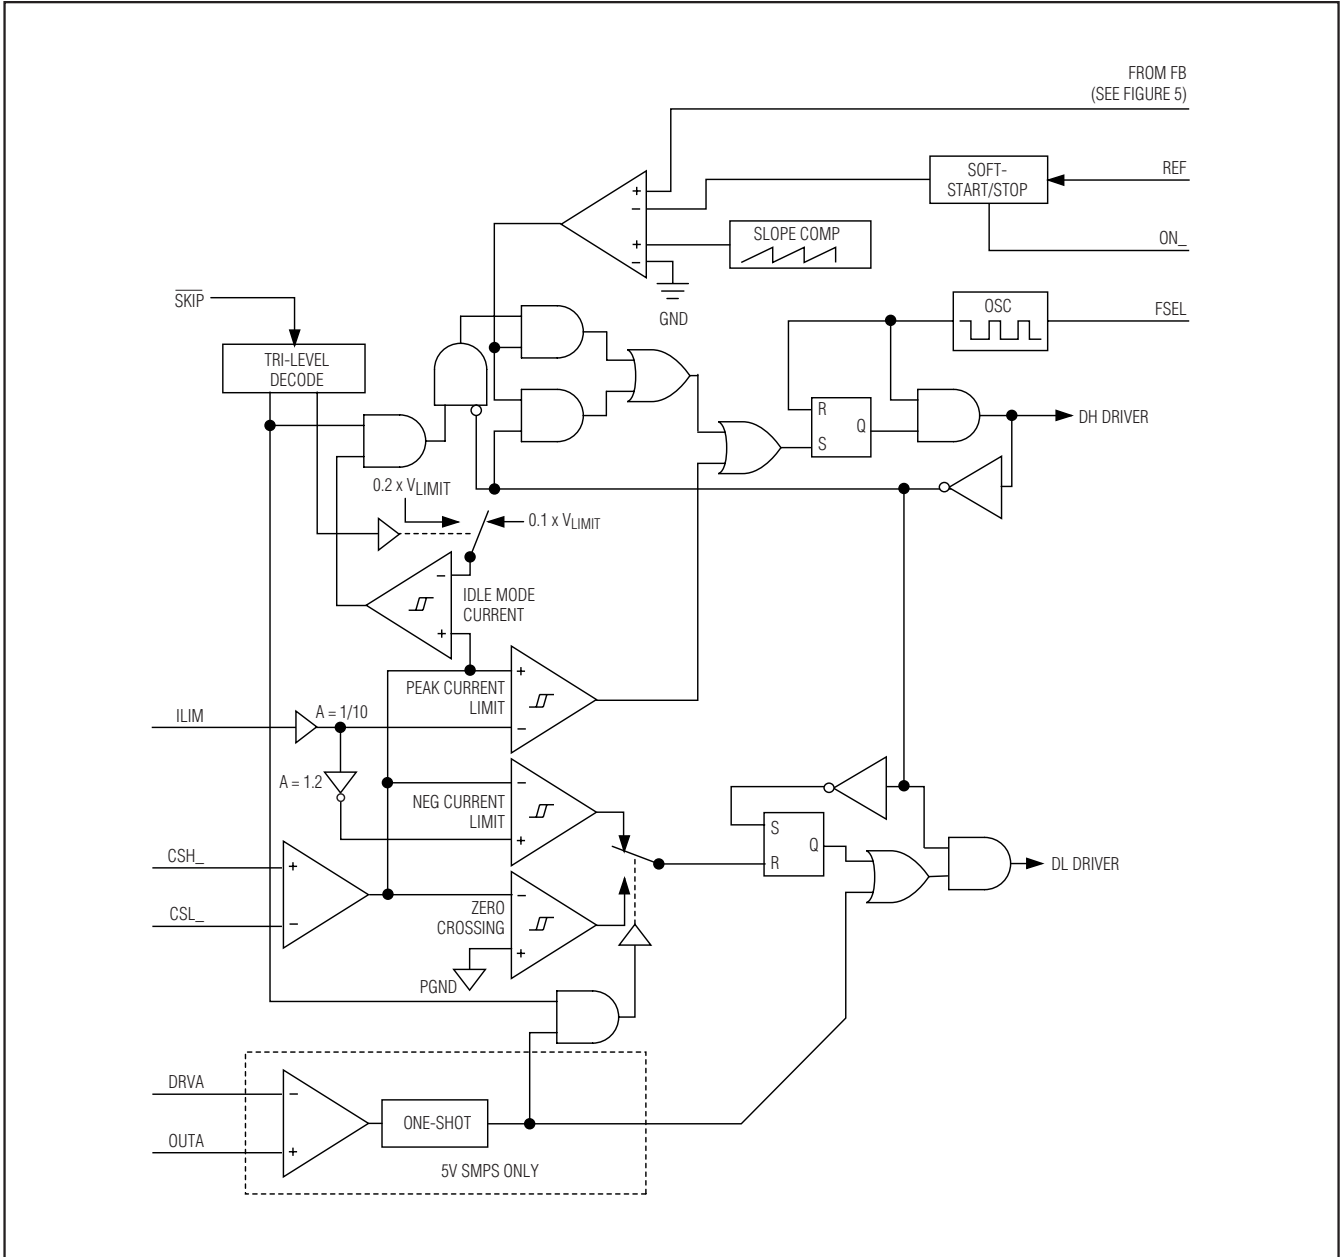 FROM FB
(SEE FIGURE 5)
REF
SOFT-
START/STOP
+
−
SLOPE COMP
ON_
+
−
GND
OSC
FSEL
SKIP
TRI-LEVEL
DECODE
R
Q
S
DH DRIVER
0.2 x VLIMIT
0.1 x VLIMIT
−
IDLE MODE
CURRENT
+
PEAK CURRENT
LIMIT
+
−
ILIM
A = 1/10
A = 1.2
NEG CURRENT
LIMIT
−
+
S
Q
R
DL DRIVER
CSH_
+
CSL_
−
ZERO
CROSSING
−
+
PGND
DRVA
−
ONE-SHOT
OUTA
+
5V SMPS ONLY